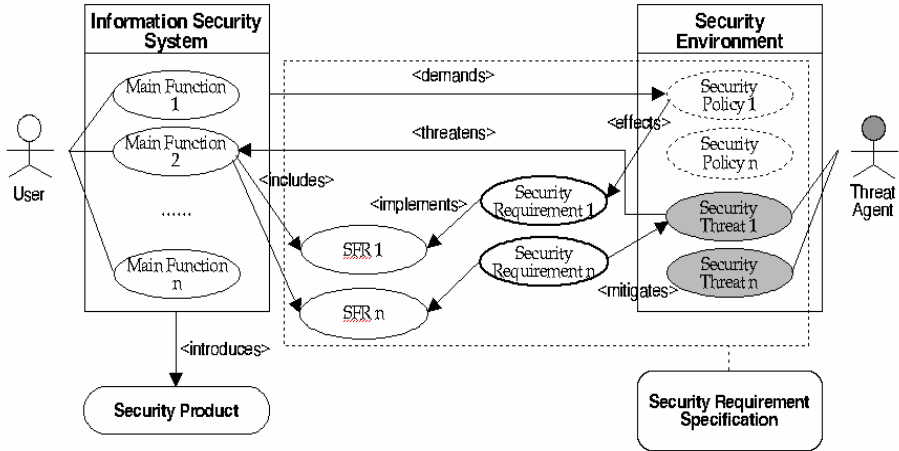 Information Security
System
Security
Environment
<demands>
Main Function
1
Security
Policy 1
<effects>
<threatens>
Main Function
2
Security
Policy n
User
<includes>
Threat
Agent
......
<implements>
Security
Requirement 1
Security
Threat 1
SFR 1
Security
Requirement n
Main Function
n
Security
Threat n
<mitigates>
SFR n
<introduces>
Security Product
Security Requirement
Specification